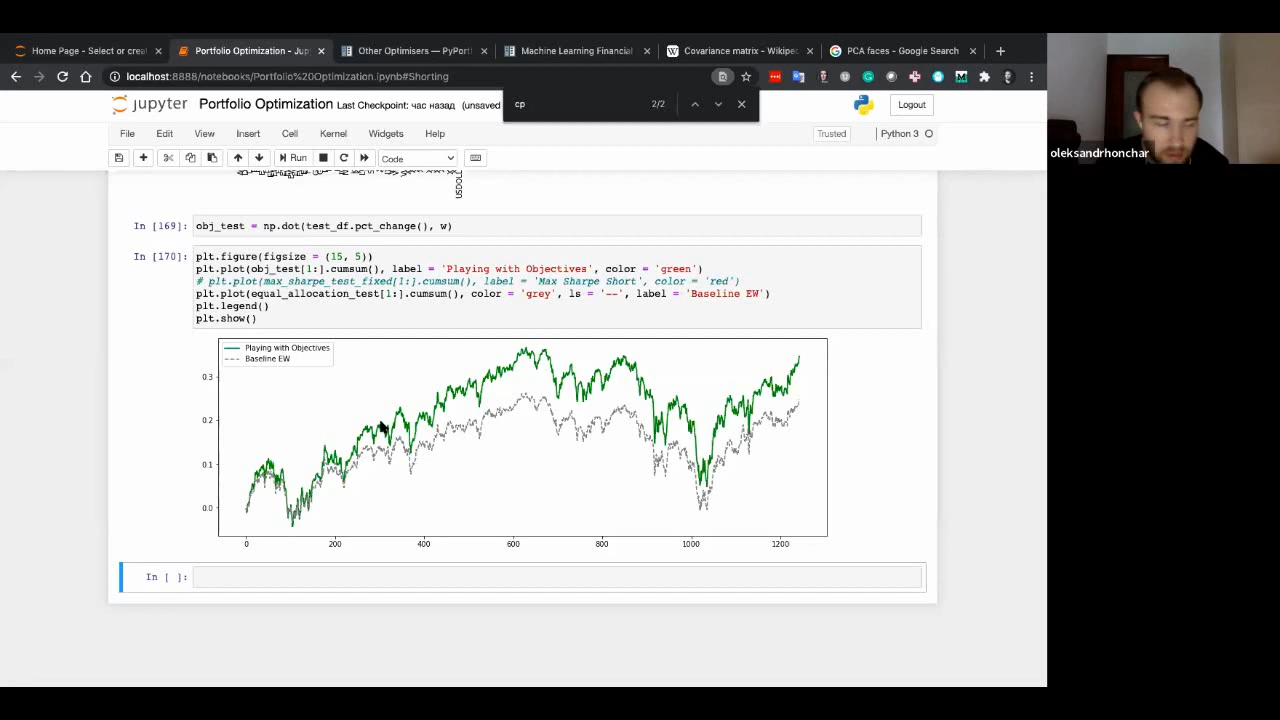 Home Page - Select or crea
Portfolio Optimization - Jup
Other Optimisers — PyPortf
Machine Learning Financial
Covariance matrix - Wikipe
PCA faces - Google Search
localhost:8888/notebooks/Portfolio%20Optimization.ipynb#Shorting
cp 2/2
jupyter Portfolio Optimization Last Checkpoint: час назад (unsaved
Logout
File Edit View Insert Cell Kernel Widgets Help
Trusted Python 3
Run Code
USDOLL
In [169]: obj_test = np.dot(test_df.pct_change(), w)
In [170]: plt.figure(figsize = (15, 5))
plt.plot(obj_test[1:].cumsum(), label = 'Playing with Objectives', color = 'green')
# plt.plot(max_sharpe_test_fixed[1:].cumsum(), label = 'Max Sharpe Short', color = 'red')
plt.plot(equal_allocation_test[1:].cumsum(), color = 'grey', ls = '--', label = 'Baseline EW')
plt.legend()
plt.show()
Playing with Objectives
Baseline EW
0.3
0.2
0.1
0.0
0 200 400 600 800 1000 1200
In [ ]:
oleksandrhonchar